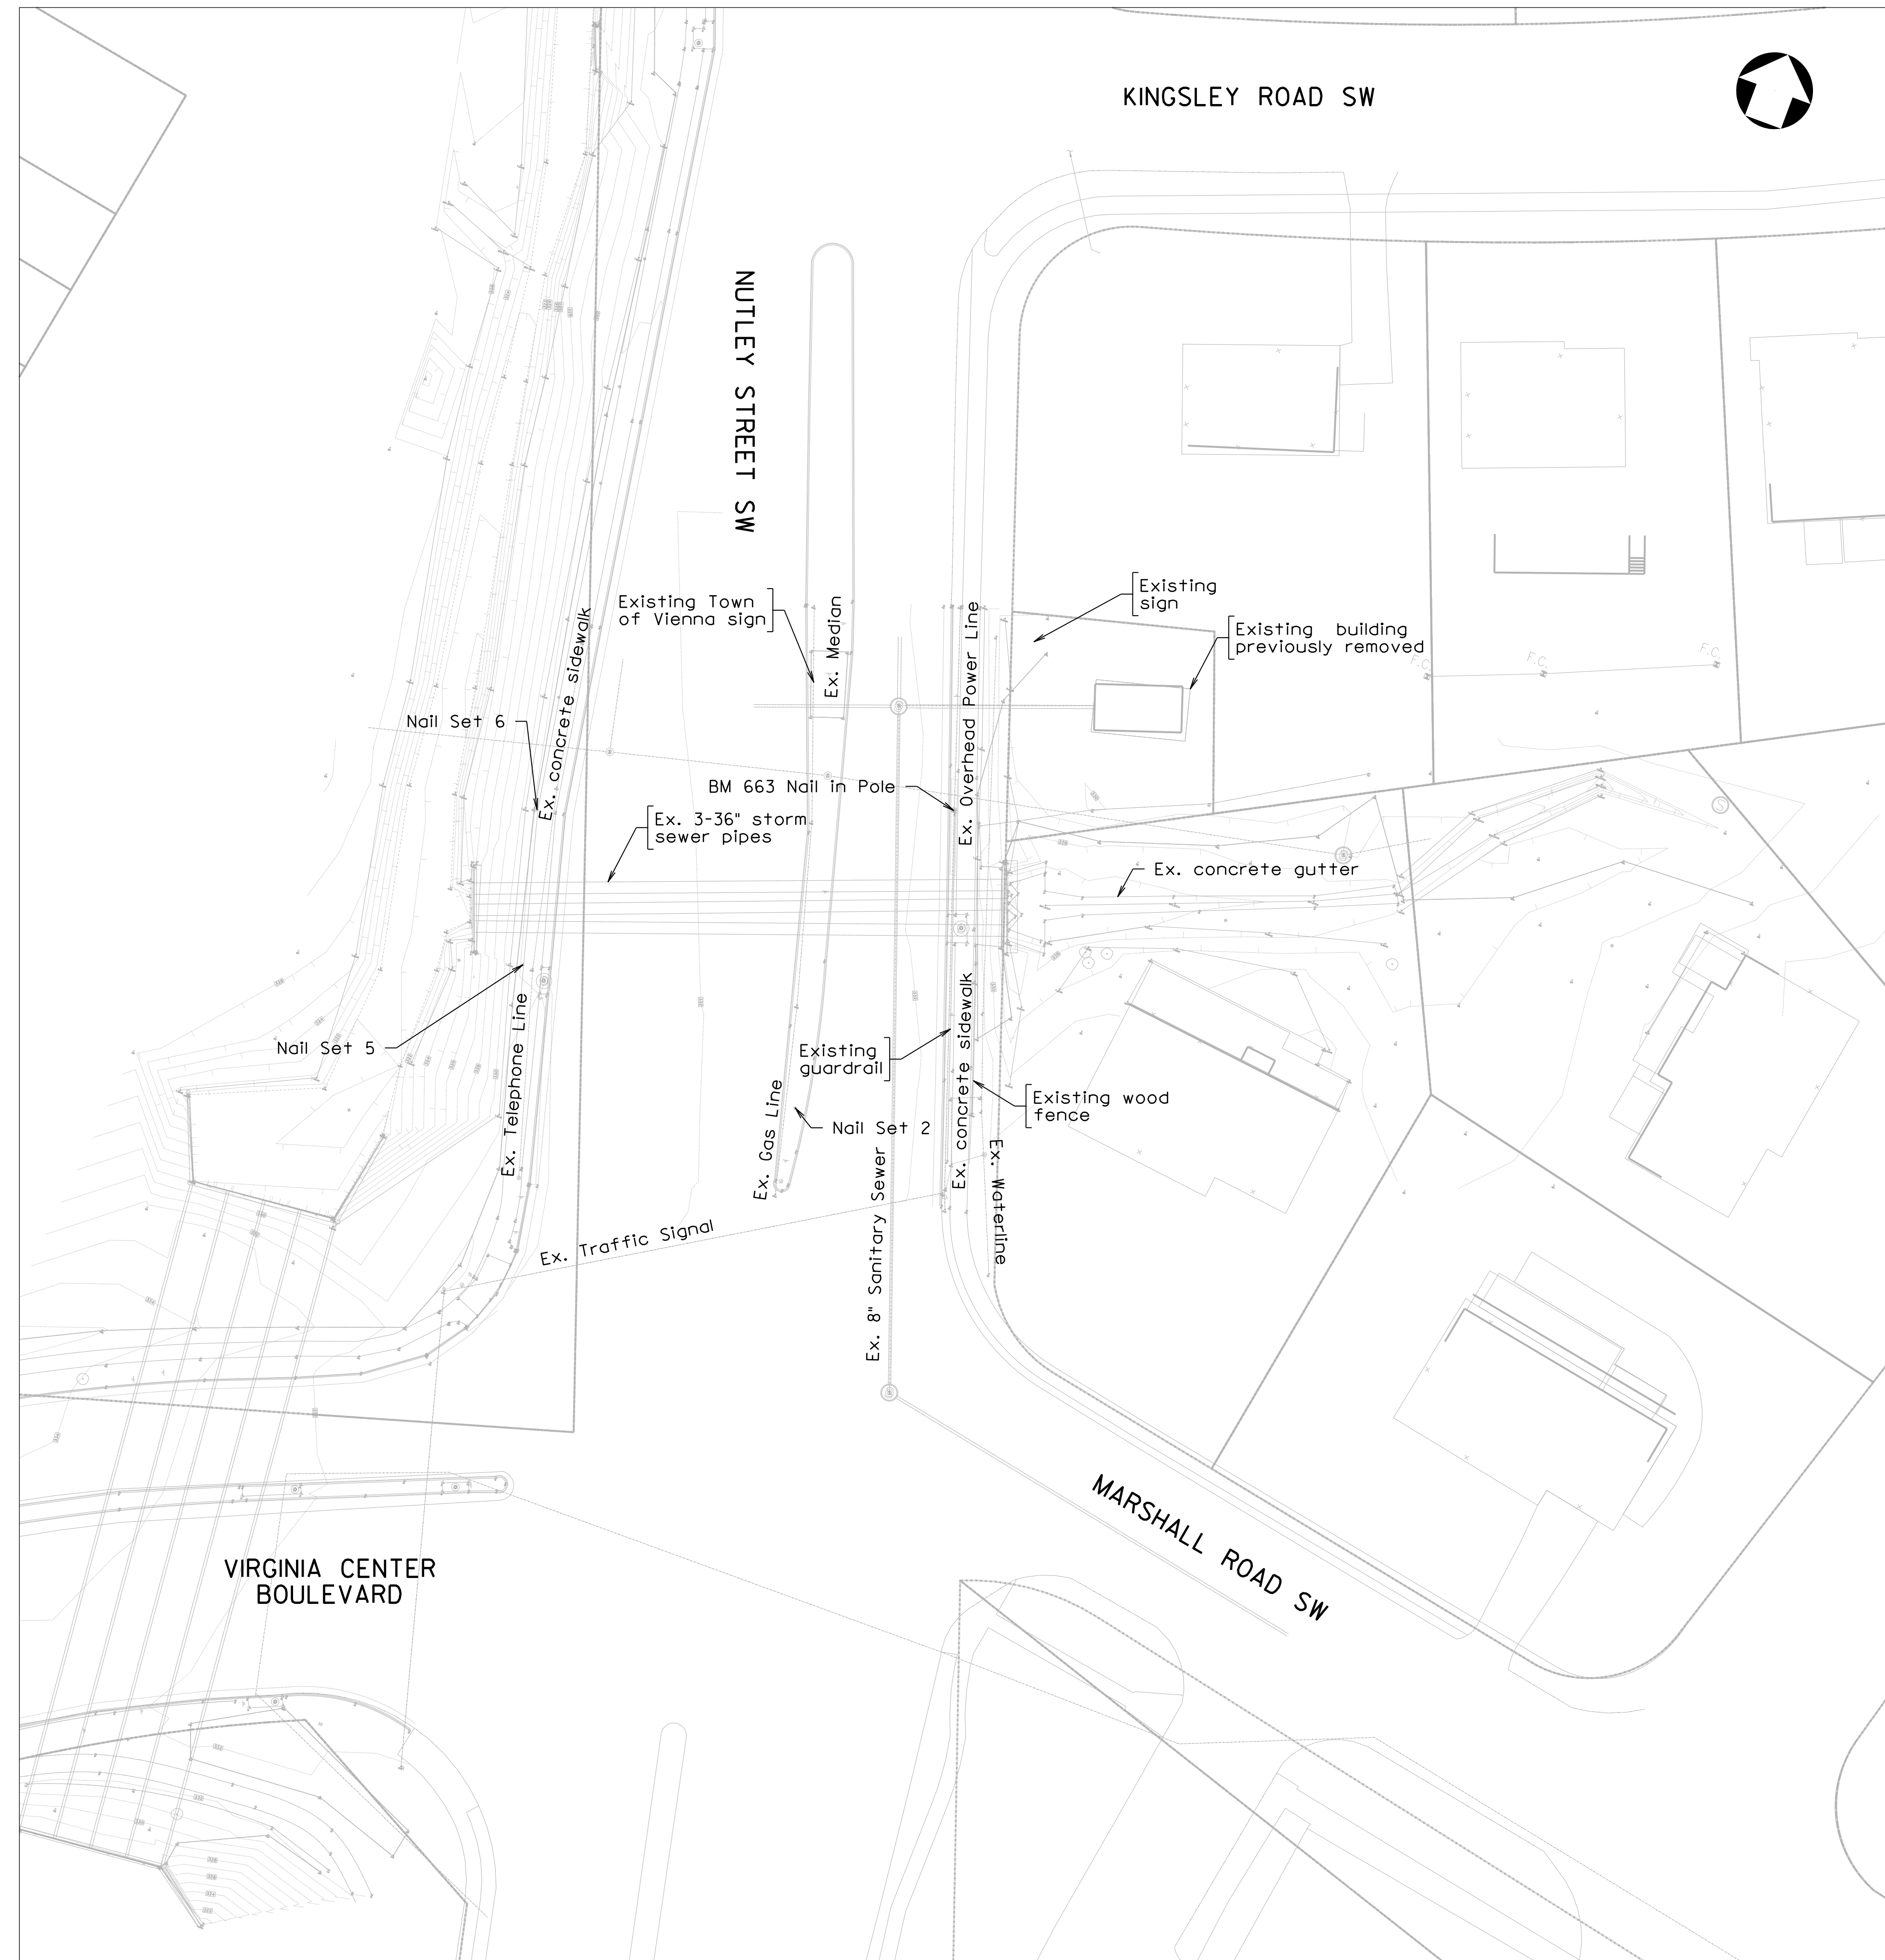 KINGSLEY ROAD SW
NUTLEY STREET SW
Existing Town
of Vienna sign
Ex. Median
Existing
sign
Existing building
previously removed
F.C.
F.C.
F.C.
Ex. concrete sidewalk
Ex. Overhead Power Line
Nail Set 6
BM 663 Nail in Pole
Ex. 3-36" storm
sewer pipes
Ex. concrete gutter
S
Nail Set 5
Ex. Telephone Line
Existing
guardrail
Ex. concrete sidewalk
Existing wood
fence
Ex. Gas Line
Nail Set 2
Ex. 8" Sanitary Sewer
Ex. Waterline
Ex. Traffic Signal
MARSHALL ROAD SW
VIRGINIA CENTER
BOULEVARD